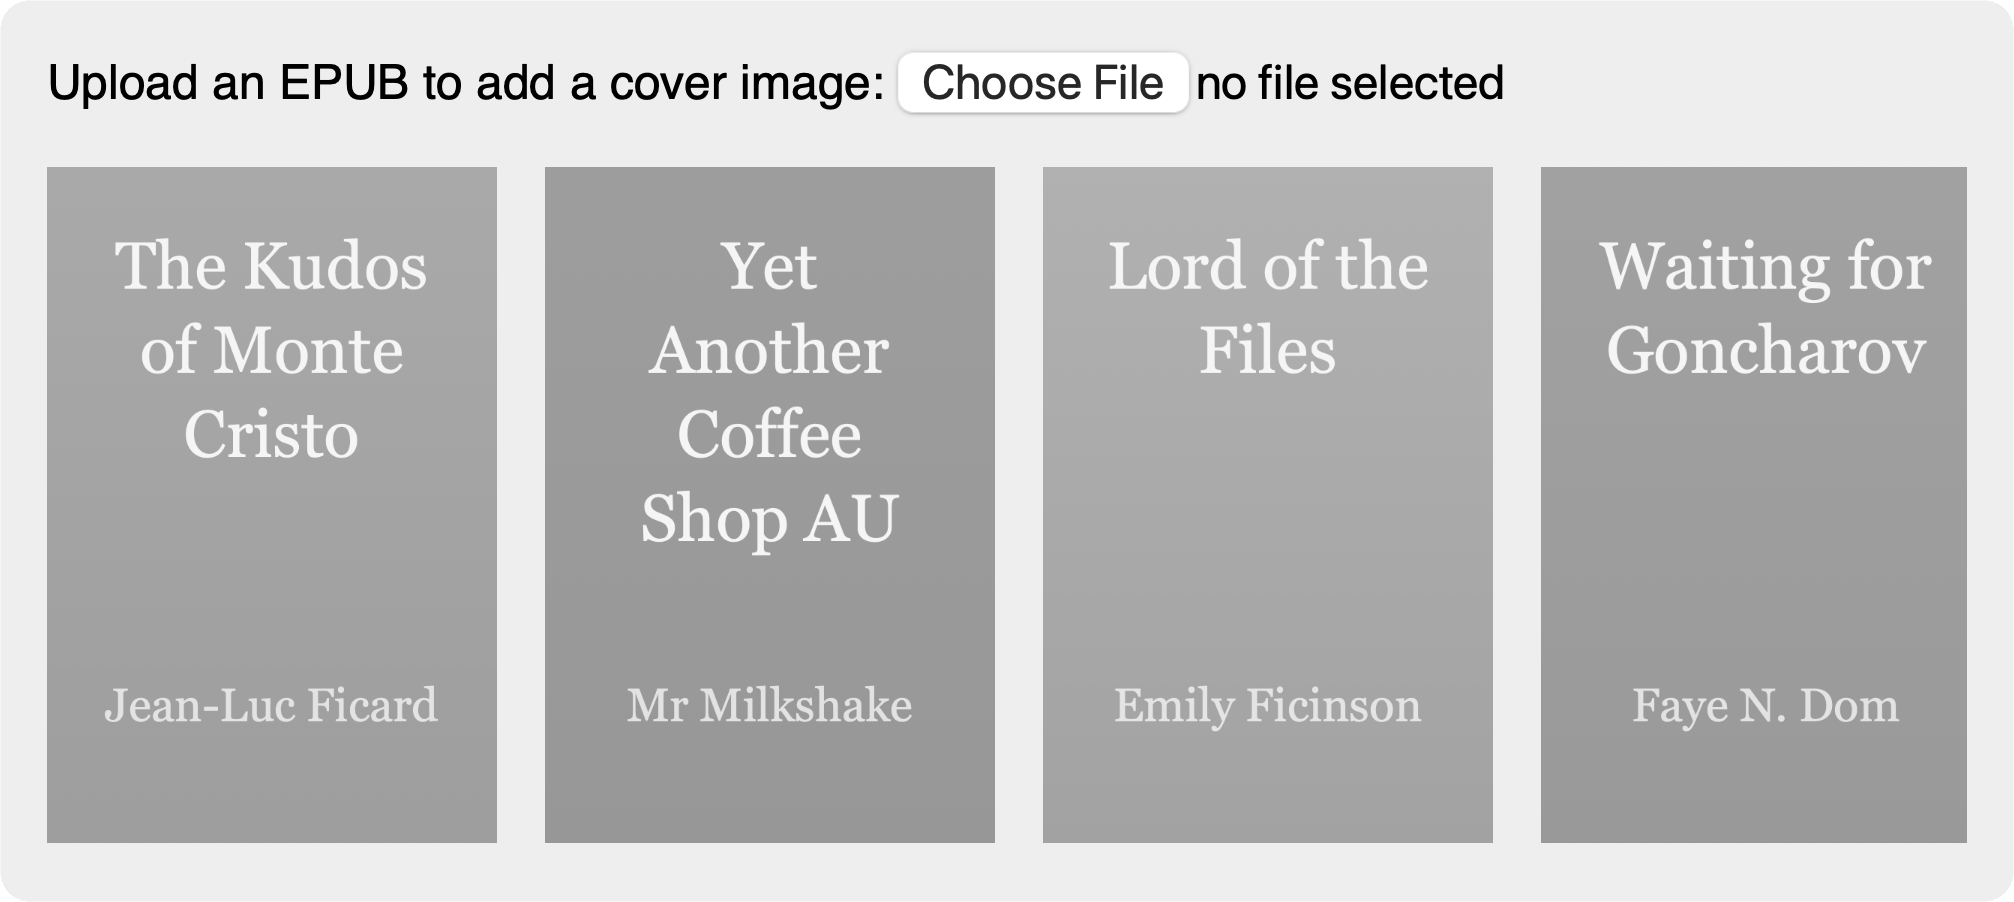 Upload an EPUB to add a cover image: Choose File no file selected
The Kudos
of Monte
Cristo
Jean-Luc Ficard
Yet
Another
Coffee
Shop AU
Mr Milkshake
Lord of the
Files
Emily Ficinson
Waiting for
Goncharov
Faye N. Dom